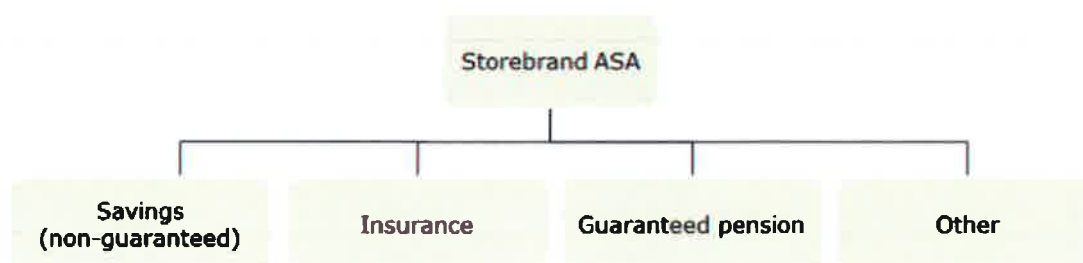 Storebrand ASA
Savings
(non-guaranteed)
Insurance
Guaranteed pension
Other